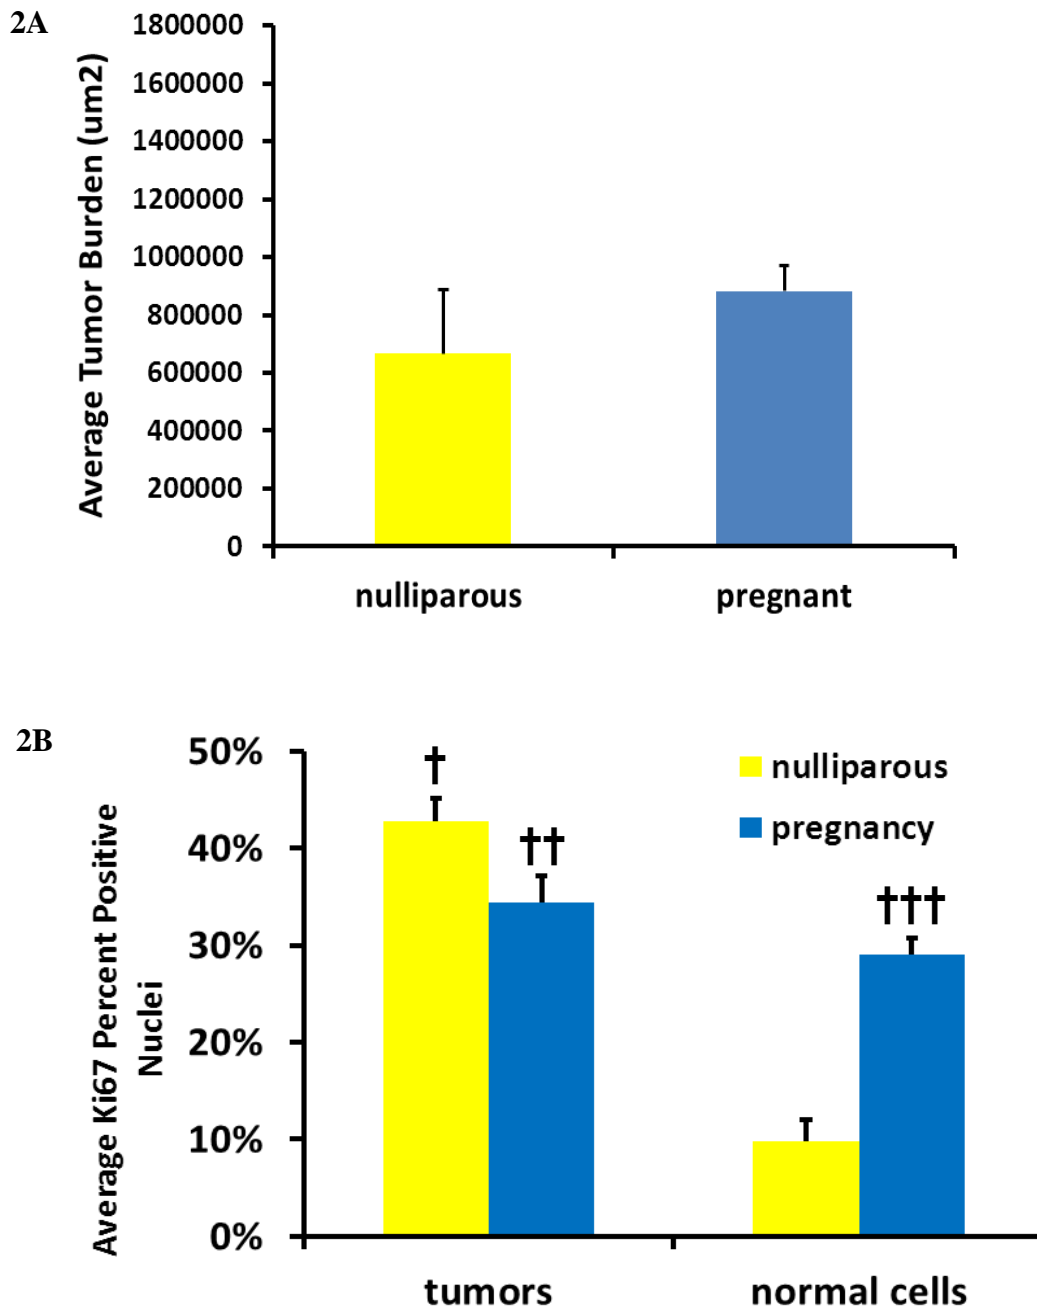 2A
Average Tumor Burden (um2)
1800000
1600000
1400000
1200000
1000000
800000
600000
400000
200000
0
nulliparous
pregnant
2B
Average Ki67 Percent Positive
Nuclei
50%
40%
30%
20%
10%
0%
†
††
†††
nulliparous
pregnancy
tumors
normal cells